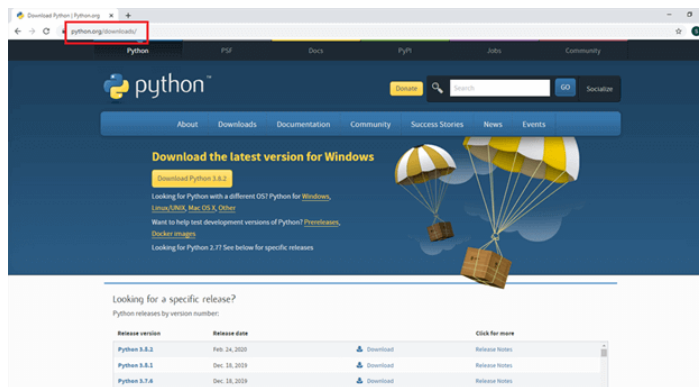 Download Python | Python.org
python.org/downloads/
Python PSF Docs PyPI Jobs Community
python™
Donate Search GO Socialize
About Downloads Documentation Community Success Stories News Events
Download the latest version for Windows
Download Python 3.8.2
Looking for Python with a different OS? Python for Windows,
Linux/UNIX, Mac OS X, Other
Want to help test development versions of Python? Prereleases,
Docker images
Looking for Python 2.7? See below for specific releases
Looking for a specific release?
Python releases by version number:
Release version Release date Click for more
Python 3.8.2 Feb. 24, 2020 Download Release Notes
Python 3.8.1 Dec. 18, 2019 Download Release Notes
Python 3.7.6 Dec. 18, 2019 Download Release Notes